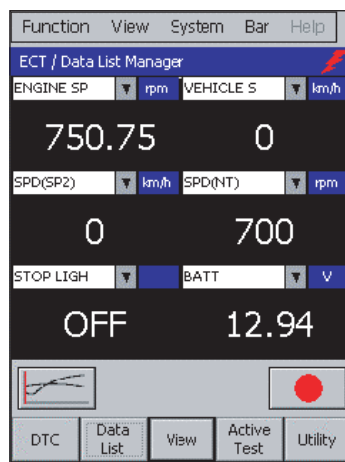 Function View System Bar Help
ECT / Data List Manager
ENGINE SP rpm VEHICLE S km/h
750.75 0
SPD(SP2) km/h SPD(NT) rpm
0 700
STOP LIGH BATT V
OFF 12.94
DTC Data List View Active Test Utility